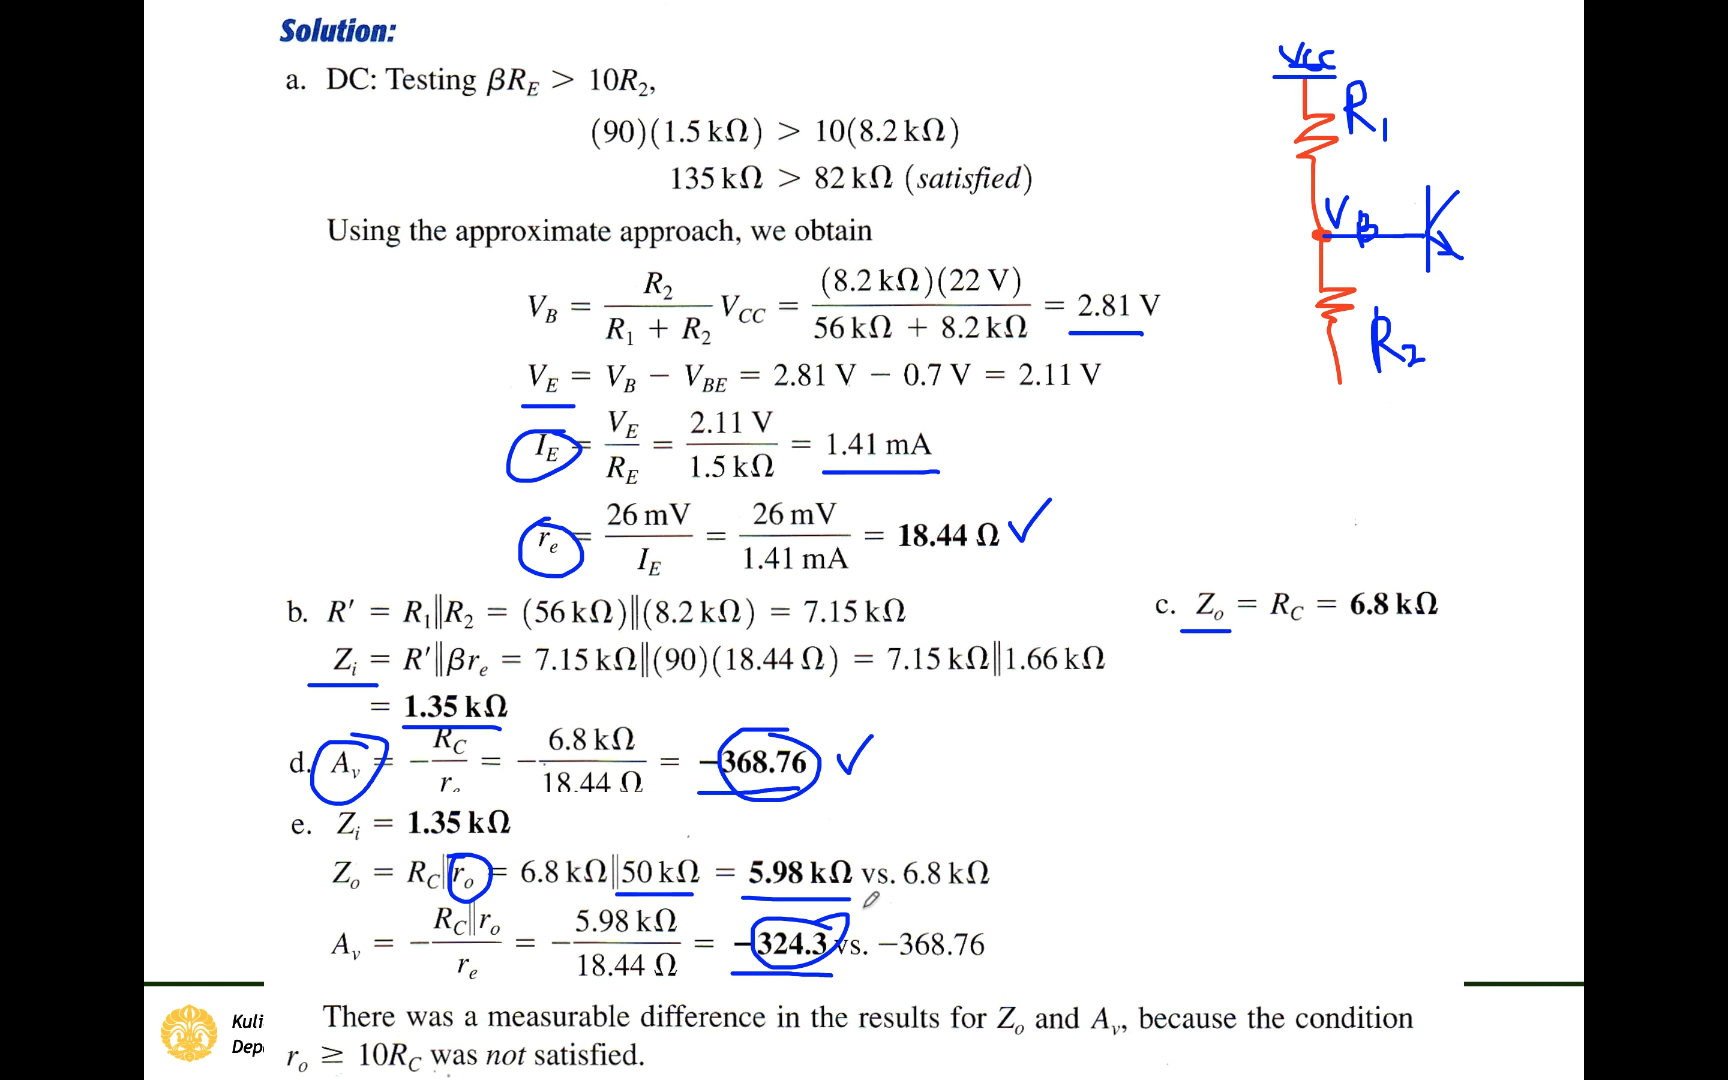 Solution:
a. DC: Testing βR_E > 10R_2,
(90)(1.5 kΩ) > 10(8.2 kΩ)
135 kΩ > 82 kΩ (satisfied)
Using the approximate approach, we obtain
V_B = R_2 / (R_1 + R_2) V_CC = (8.2 kΩ)(22 V) / (56 kΩ + 8.2 kΩ) = 2.81 V
V_E = V_B − V_BE = 2.81 V − 0.7 V = 2.11 V
I_E = V_E / R_E = 2.11 V / 1.5 kΩ = 1.41 mA
r_e = 26 mV / I_E = 26 mV / 1.41 mA = 18.44 Ω
b. R′ = R_1||R_2 = (56 kΩ)||(8.2 kΩ) = 7.15 kΩ
Z_i = R′||βr_e = 7.15 kΩ||(90)(18.44 Ω) = 7.15 kΩ||1.66 kΩ
= 1.35 kΩ
c. Z_o = R_C = 6.8 kΩ
d. A_v = −R_C / r_e = −6.8 kΩ / 18.44 Ω = −368.76
e. Z_i = 1.35 kΩ
Z_o = R_C||r_o = 6.8 kΩ||50 kΩ = 5.98 kΩ vs. 6.8 kΩ
A_v = −R_C||r_o / r_e = −5.98 kΩ / 18.44 Ω = −324.3 vs. −368.76
There was a measurable difference in the results for Z_o and A_v, because the condition
r_o ≥ 10R_C was not satisfied.
VCC
R1
VB
R2
Kuli
Dep